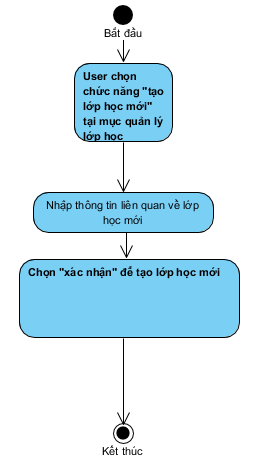 Bắt đầu
User chọn
chức năng "tạo
lớp học mới"
tại mục quản lý
lớp học
Nhập thông tin liên quan về lớp
học mới
Chọn "xác nhận" để tạo lớp học mới
Kết thúc